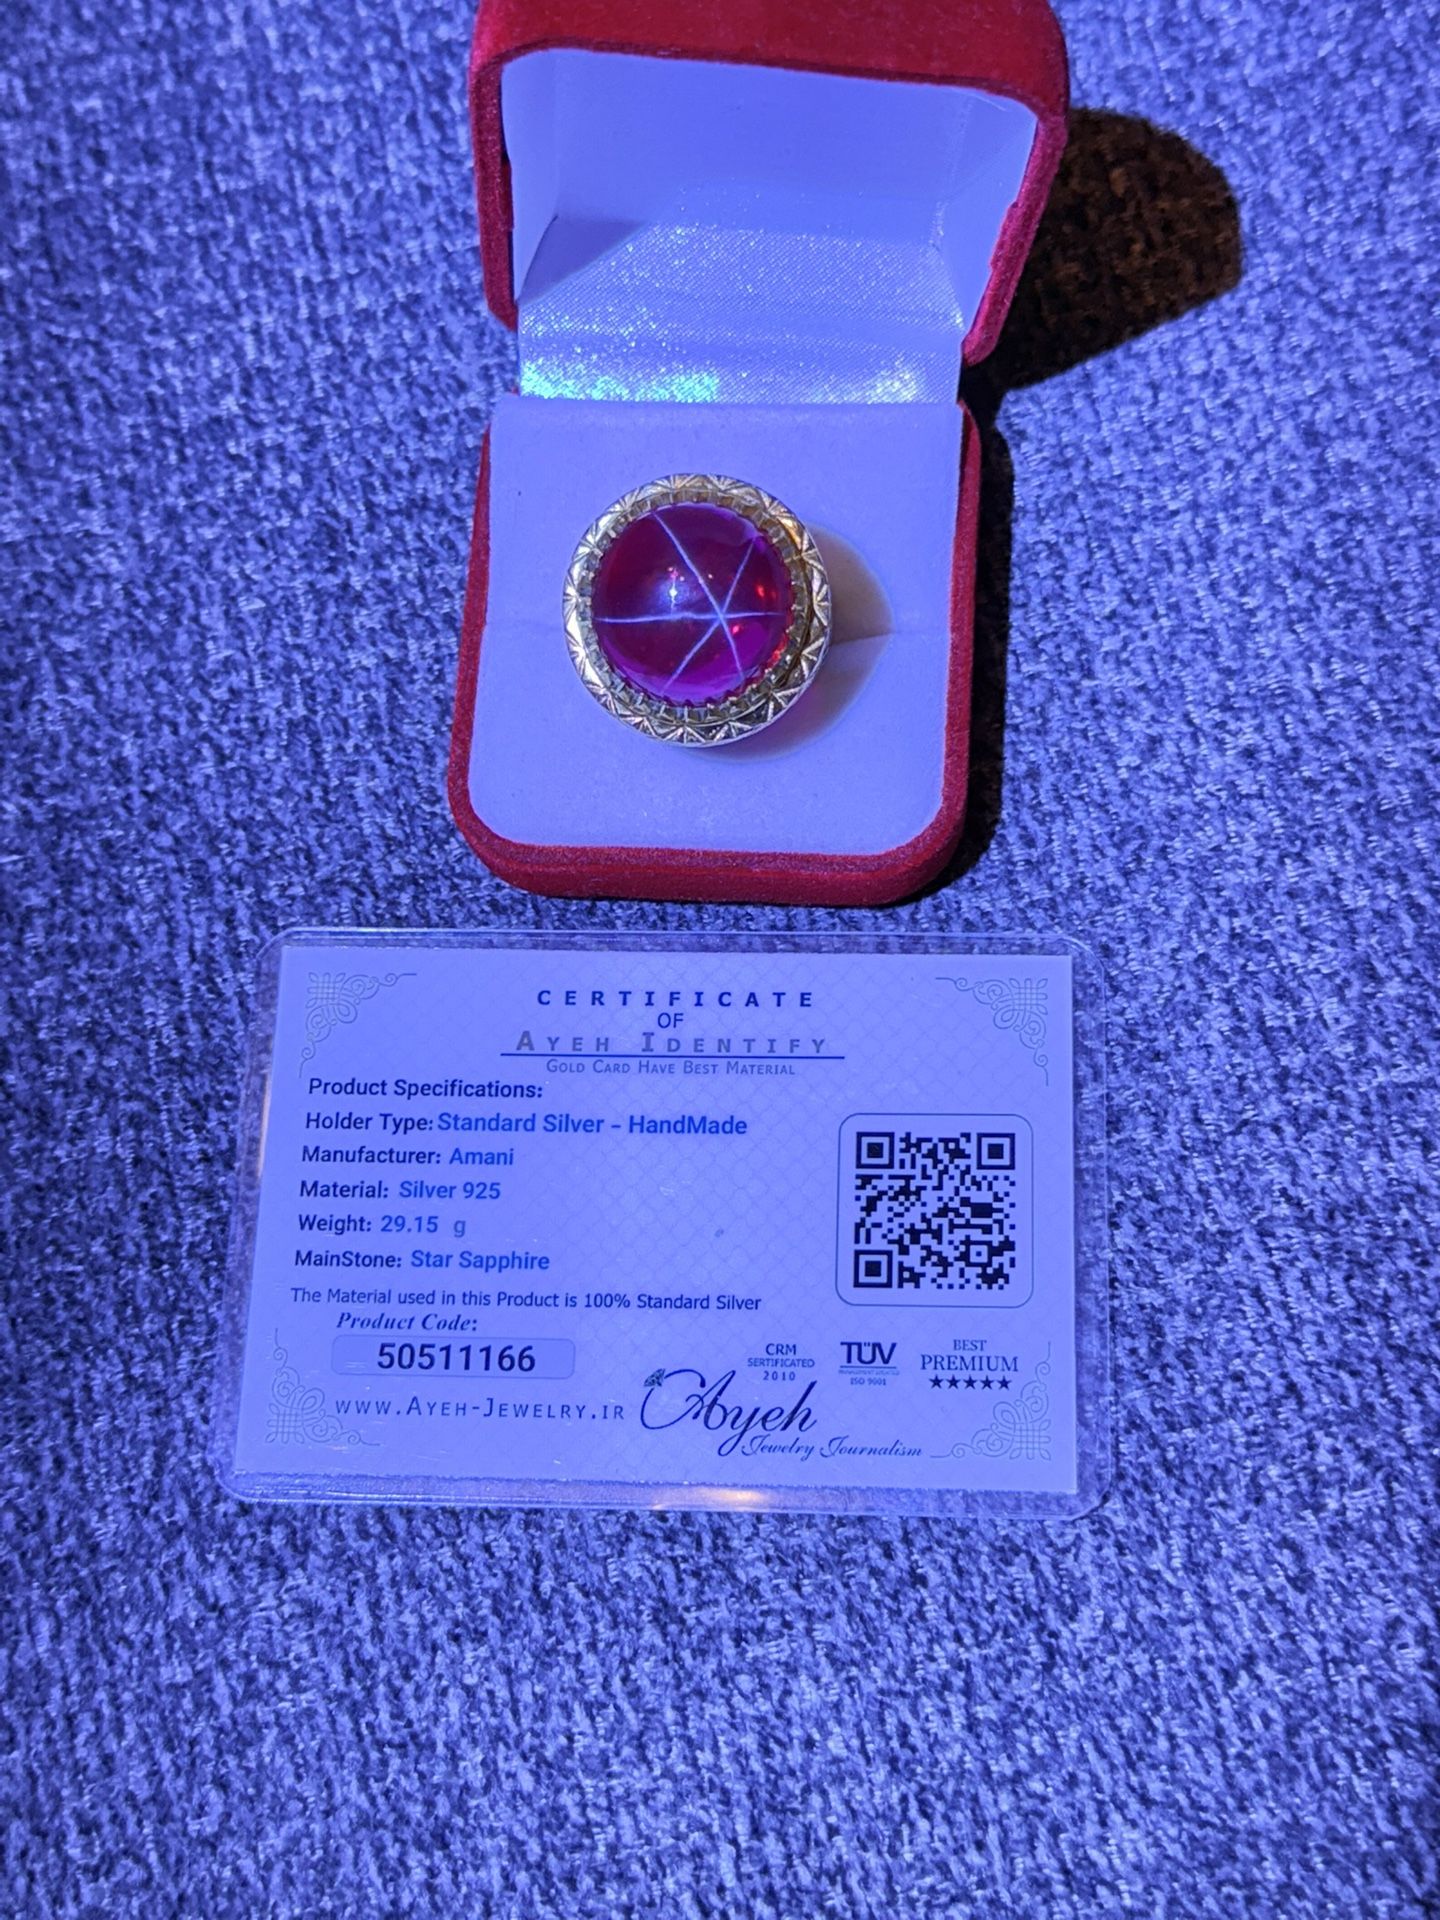 CERTIFICATE
OF
AYEH IDENTIFY
GOLD CARD HAVE BEST MATERIAL
Product Specifications:
Holder Type: Standard Silver - HandMade
Manufacturer: Amani
Material: Silver 925
Weight: 29.15 g
MainStone: Star Sapphire
The Material used in this Product is 100% Standard Silver
Product Code:
50511166
WWW.AYEH-JEWELRY.IR
CRM
SERTIFICATED
2010
TÜV
ISO 9001
BEST
PREMIUM
★★★★★
Ayeh
Jewelry Journalism